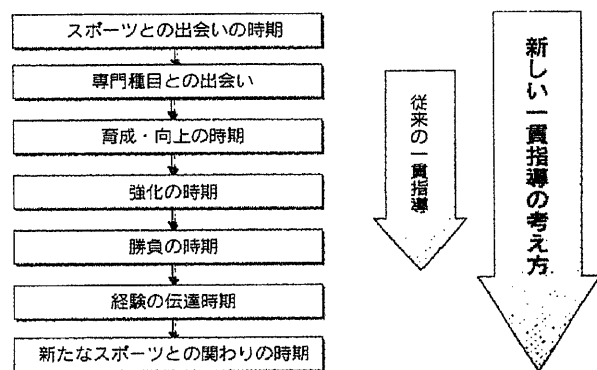 スポーツとの出会いの時期
専門種目との出会い
育成・向上の時期
強化の時期
勝負の時期
経験の伝達時期
新たなスポーツとの関わりの時期
従来の一貫指導
新しい一貫指導の考え方